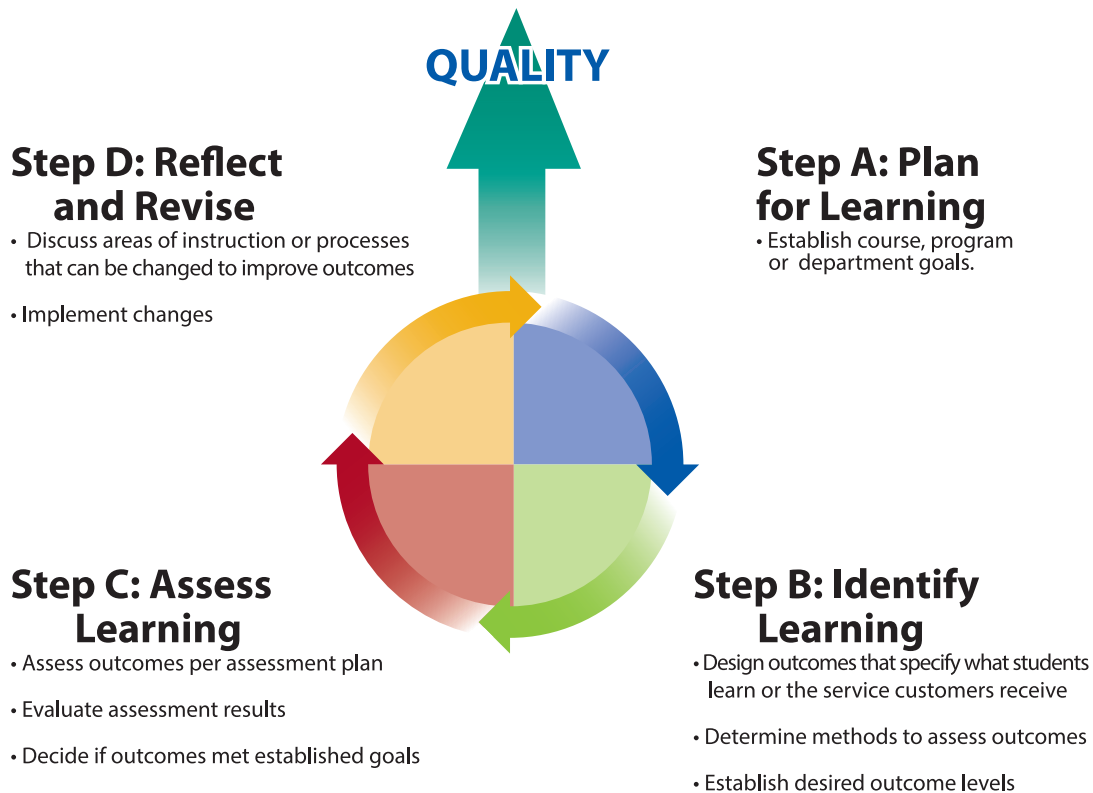 QUALITY
Step A: Plan
for Learning
• Establish course, program
or department goals.
Step B: Identify
Learning
• Design outcomes that specify what students
learn or the service customers receive
• Determine methods to assess outcomes
• Establish desired outcome levels
Step C: Assess
Learning
• Assess outcomes per assessment plan
• Evaluate assessment results
• Decide if outcomes met established goals
Step D: Reflect
and Revise
• Discuss areas of instruction or processes
that can be changed to improve outcomes
• Implement changes